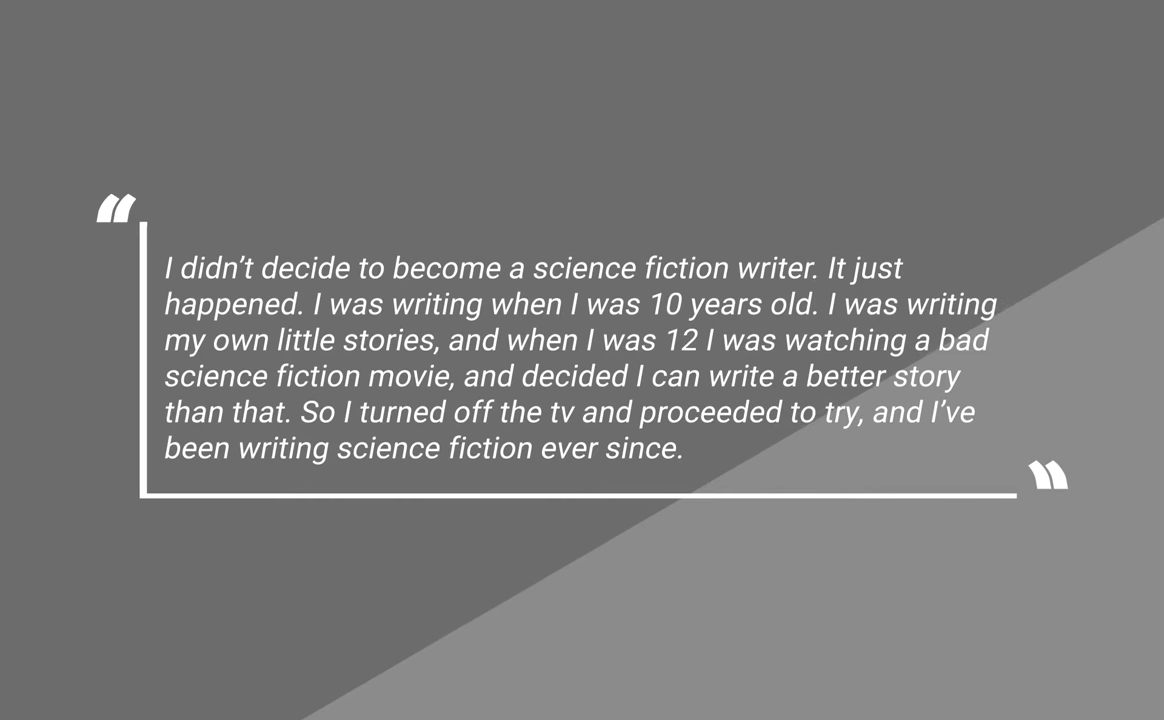 “
I didn’t decide to become a science fiction writer. It just
happened. I was writing when I was 10 years old. I was writing
my own little stories, and when I was 12 I was watching a bad
science fiction movie, and decided I can write a better story
than that. So I turned off the tv and proceeded to try, and I’ve
been writing science fiction ever since.
”